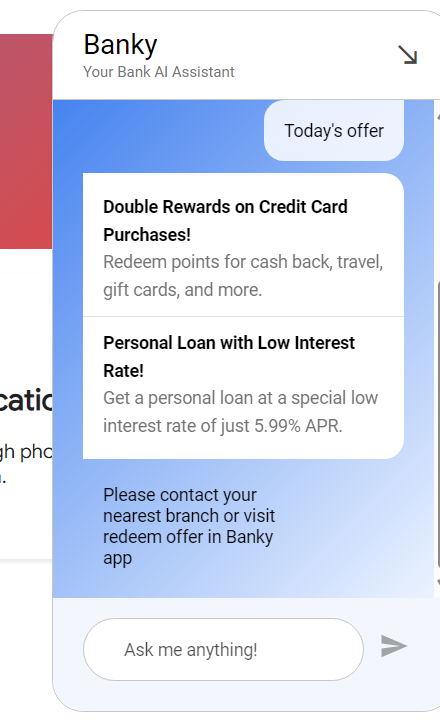 Banky
Your Bank AI Assistant
Today's offer
Double Rewards on Credit Card
Purchases!
Redeem points for cash back, travel,
gift cards, and more.
Personal Loan with Low Interest
Rate!
Get a personal loan at a special low
interest rate of just 5.99% APR.
Please contact your
nearest branch or visit
redeem offer in Banky
app
Ask me anything!